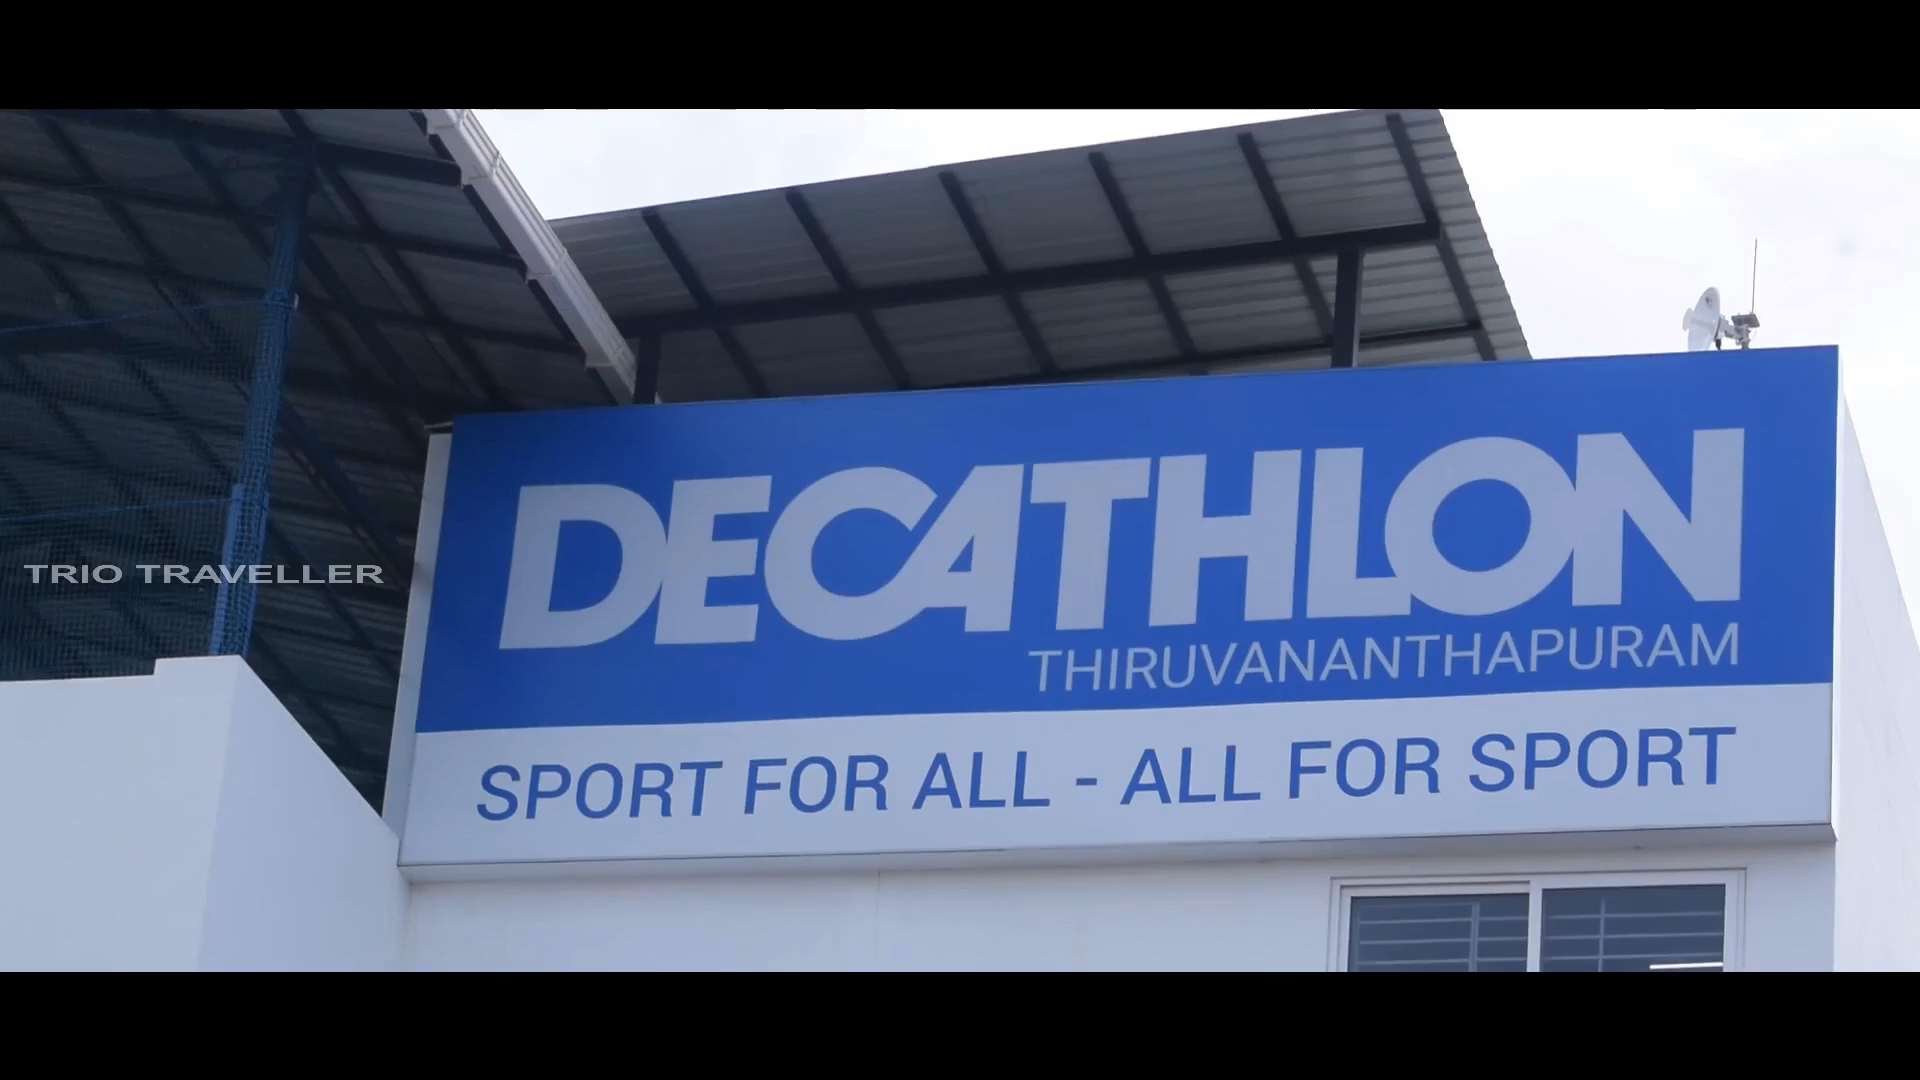 DECATHLON
THIRUVANANTHAPURAM
SPORT FOR ALL - ALL FOR SPORT
TRIO TRAVELLER